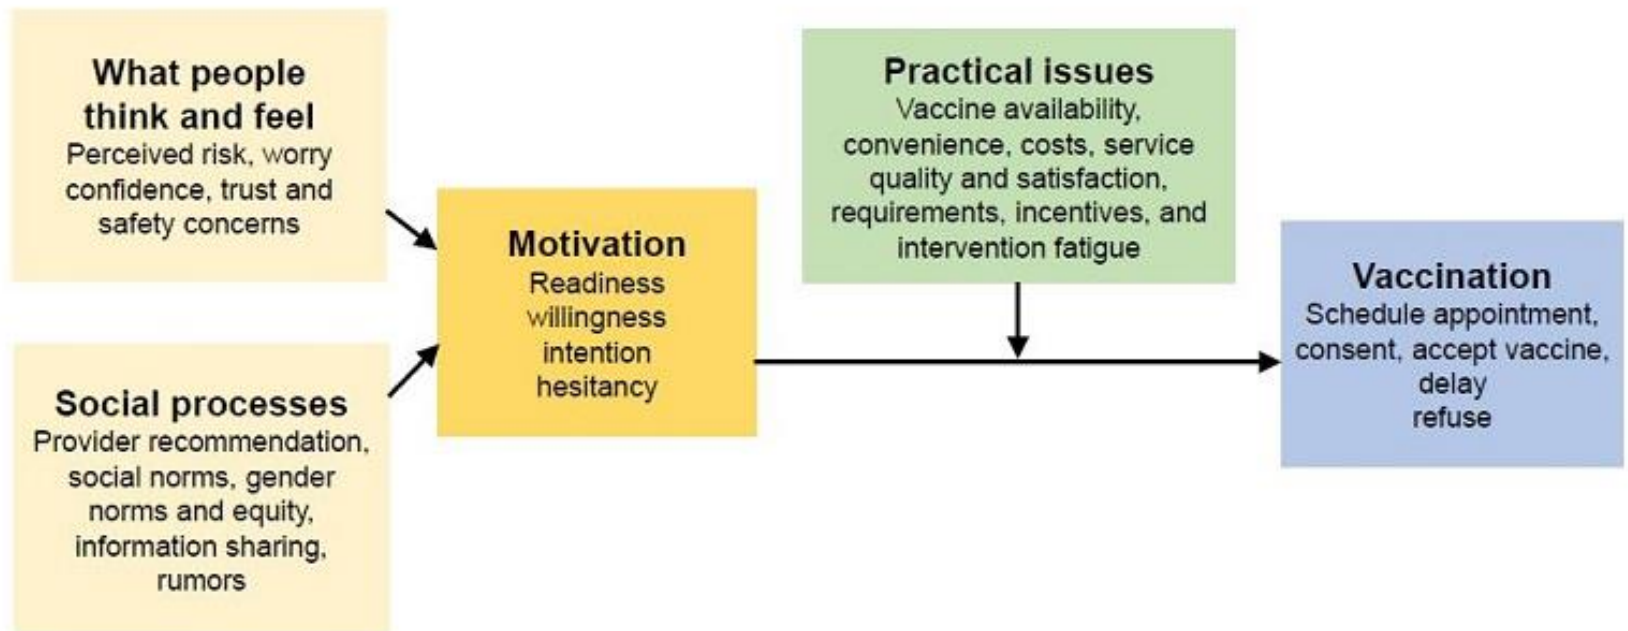 What people
think and feel
Perceived risk, worry
confidence, trust and
safety concerns
Social processes
Provider recommendation,
social norms, gender
norms and equity,
information sharing,
rumors
Motivation
Readiness
willingness
intention
hesitancy
Practical issues
Vaccine availability,
convenience, costs, service
quality and satisfaction,
requirements, incentives, and
intervention fatigue
Vaccination
Schedule appointment,
consent, accept vaccine,
delay
refuse